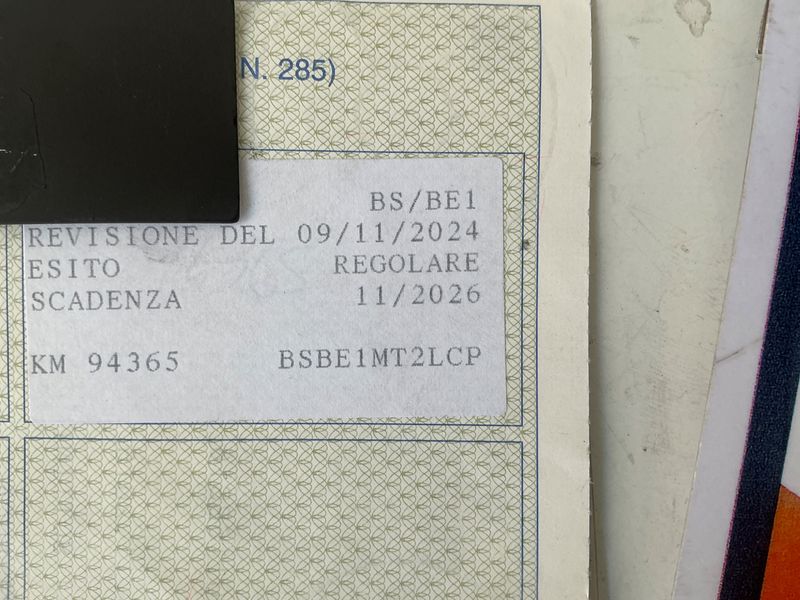 N. 285)
BS/BE1
REVISIONE DEL 09/11/2024
ESITO REGOLARE
SCADENZA 11/2026
KM 94365 BSBE1MT2LCP